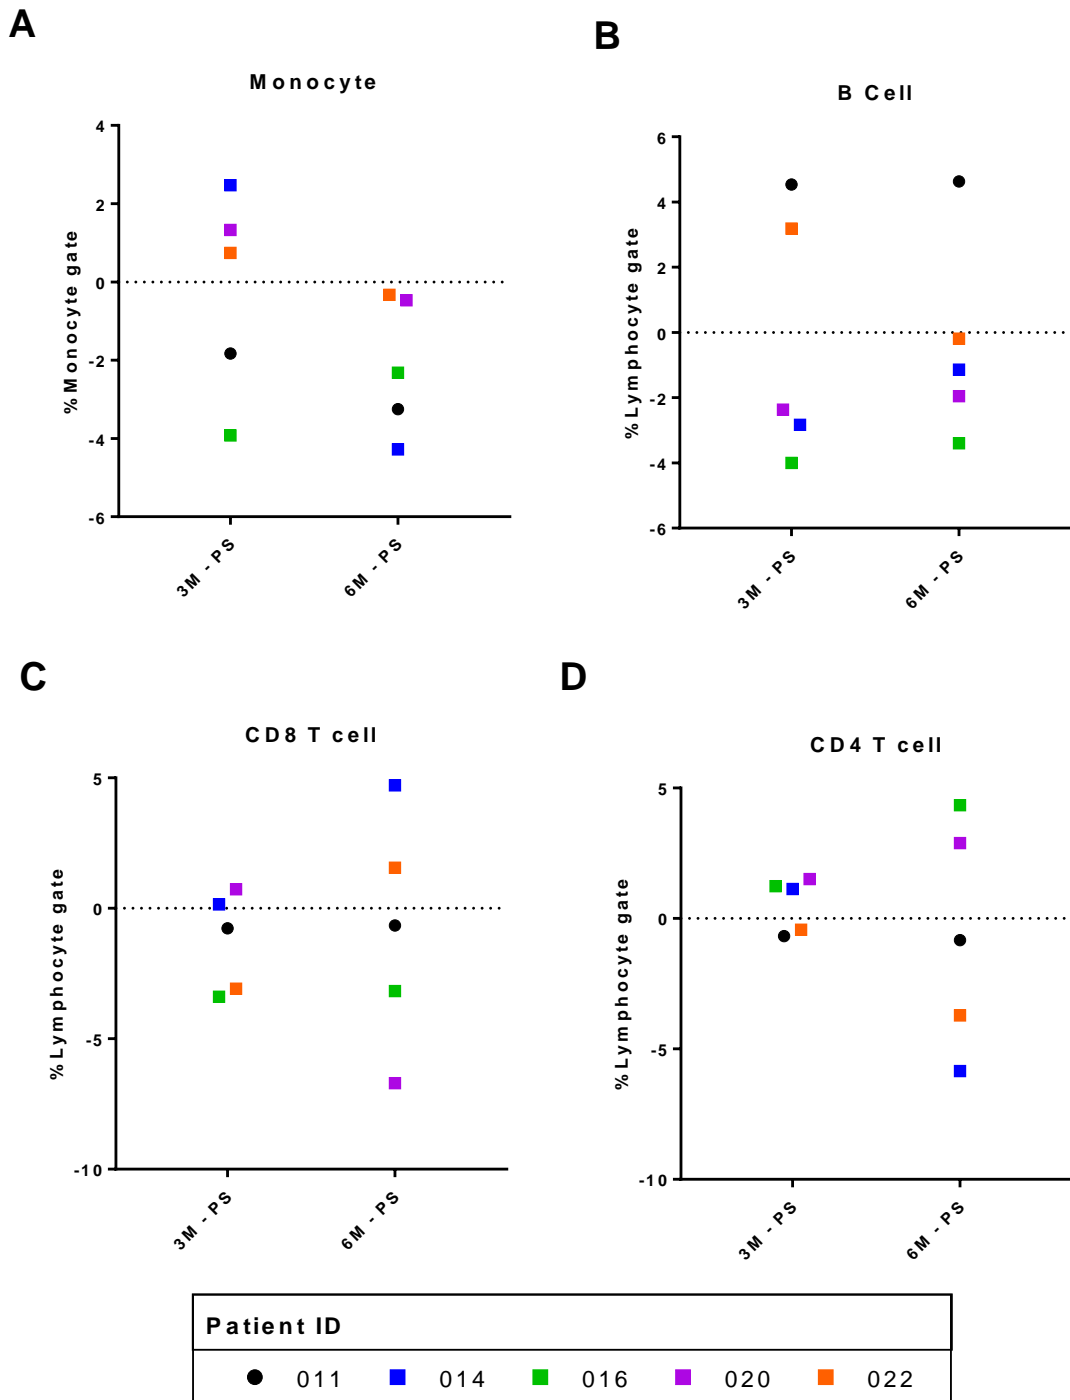 A
Monocyte
%Monocyte gate
4
2
0
-2
-4
-6
3M - PS
6M - PS
B
B Cell
%Lymphocyte gate
6
4
2
0
-2
-4
-6
3M - PS
6M - PS
C
CD8 T cell
%Lymphocyte gate
5
0
-5
-10
3M - PS
6M - PS
D
CD4 T cell
%Lymphocyte gate
5
0
-5
-10
3M - PS
6M - PS
Patient ID
011 014 016 020 022